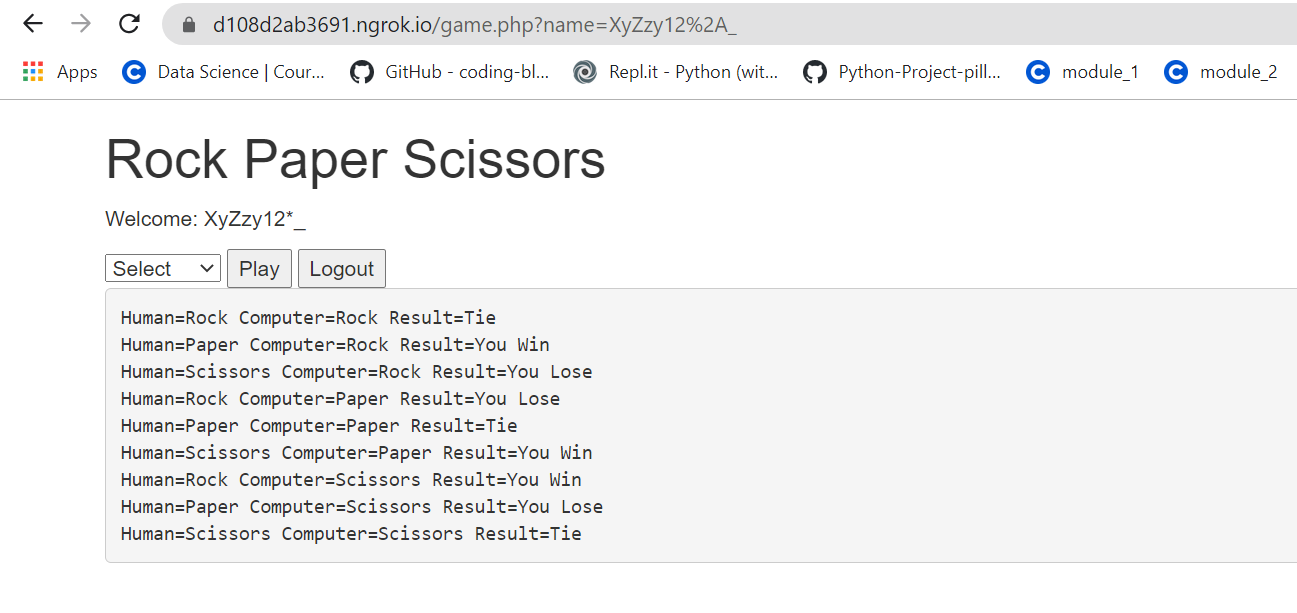 d108d2ab3691.ngrok.io/game.php?name=XyZzy12%2A_
Apps Data Science | Cour... GitHub - coding-bl... Repl.it - Python (wit... Python-Project-pill... module_1 module_2
Rock Paper Scissors
Welcome: XyZzy12*_
Select Play Logout
Human=Rock Computer=Rock Result=Tie
Human=Paper Computer=Rock Result=You Win
Human=Scissors Computer=Rock Result=You Lose
Human=Rock Computer=Paper Result=You Lose
Human=Paper Computer=Paper Result=Tie
Human=Scissors Computer=Paper Result=You Win
Human=Rock Computer=Scissors Result=You Win
Human=Paper Computer=Scissors Result=You Lose
Human=Scissors Computer=Scissors Result=Tie